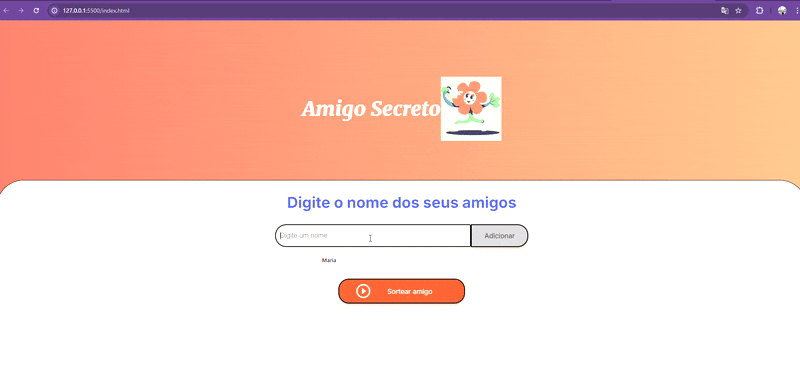 127.0.0.1:5500/index.html
Amigo Secreto
Digite o nome dos seus amigos
Digite um nome
Adicionar
Maria
Sortear amigo